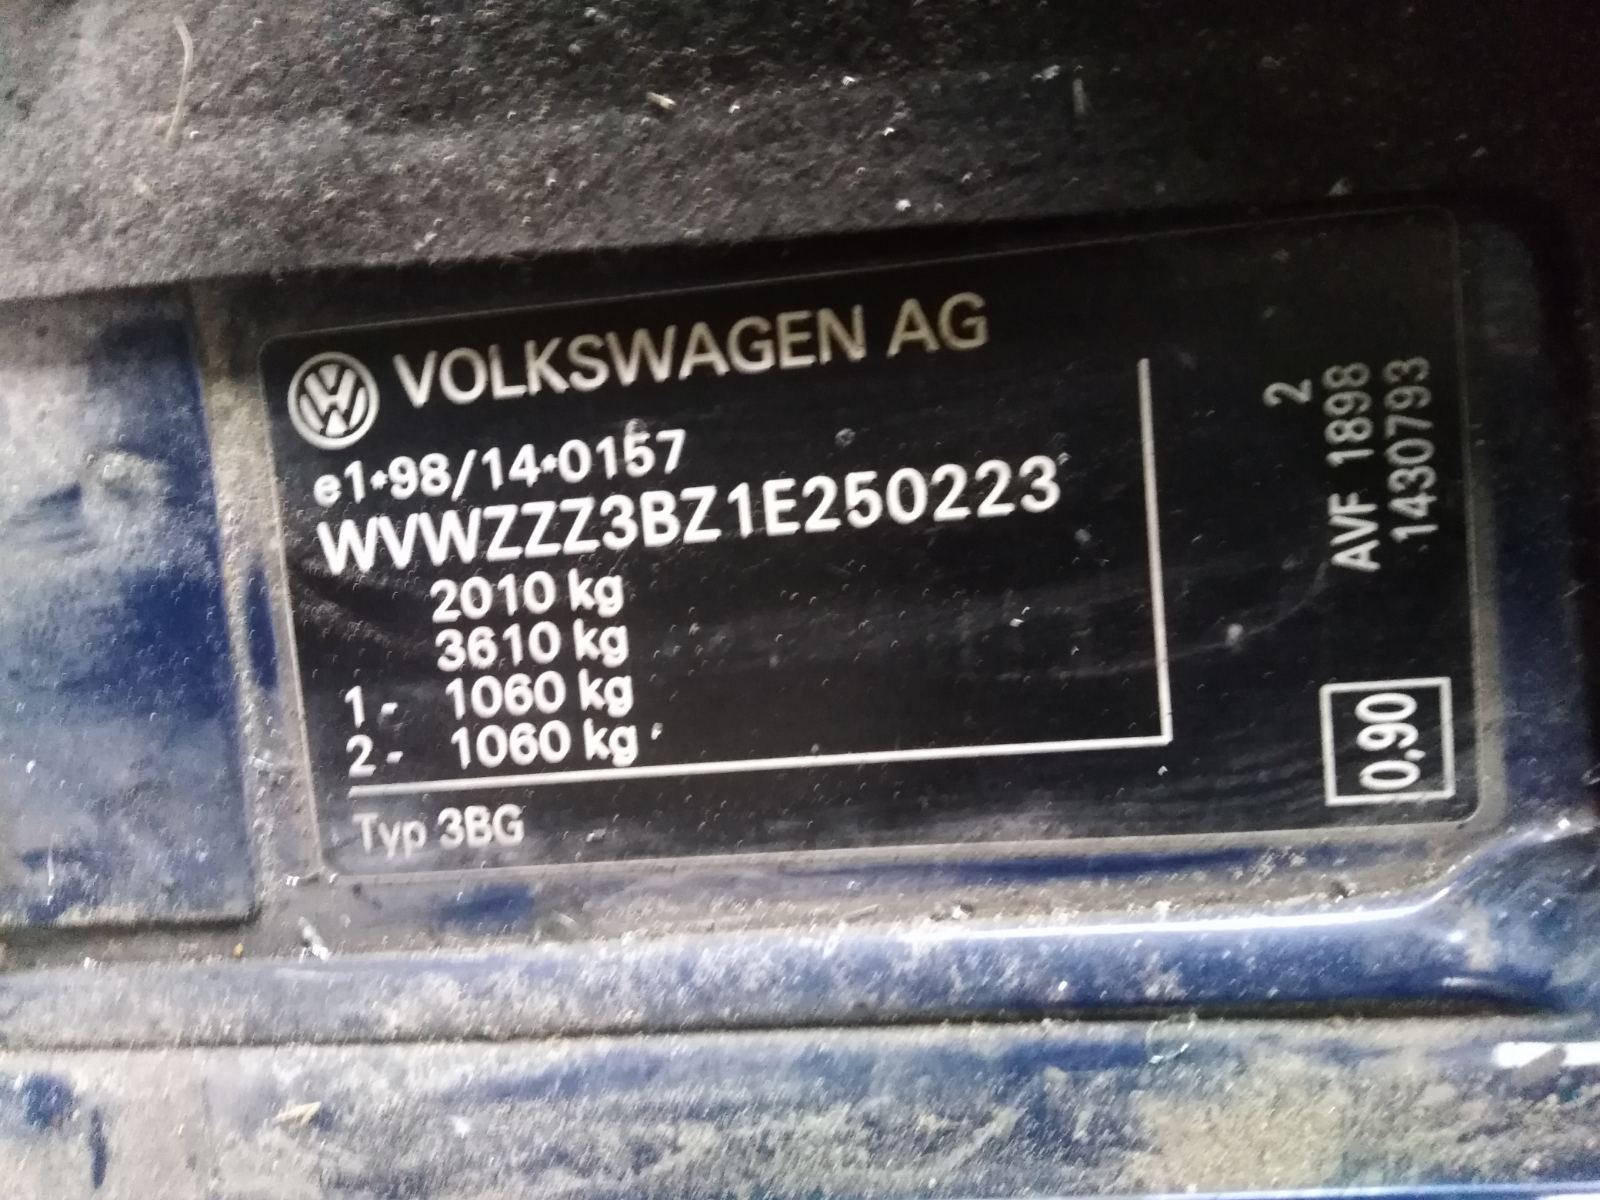 VOLKSWAGEN AG
e1*98/14*0157
WVWZZZ3BZ1E250223
2010 kg
3610 kg
1- 1060 kg
2- 1060 kg
Typ 3BG
2
AVF 1898
1430793
0,90